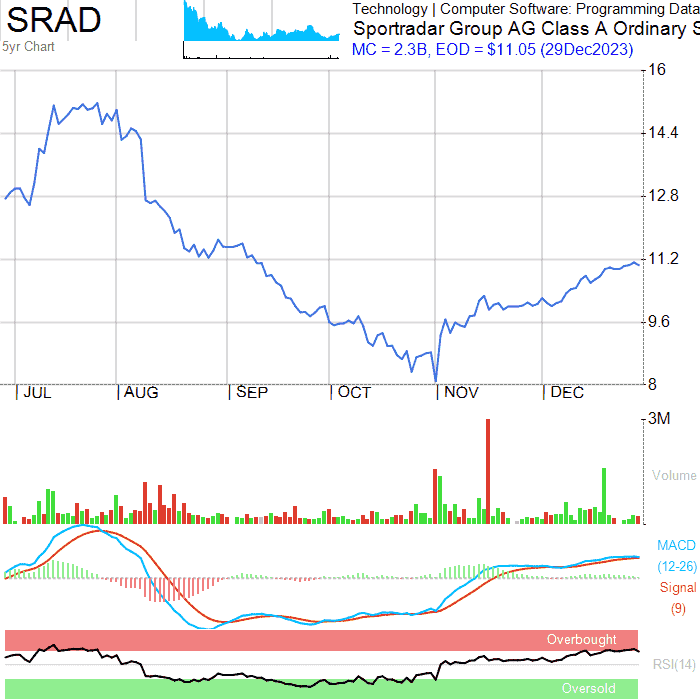 SRAD
5yr Chart
Technology | Computer Software: Programming Data
Sportradar Group AG Class A Ordinary S
MC = 2.3B, EOD = $11.05 (29Dec2023)
16
14.4
12.8
11.2
9.6
8
JUL AUG SEP OCT NOV DEC
3M
Volume
MACD
(12-26)
Signal
(9)
Overbought
RSI(14)
Oversold